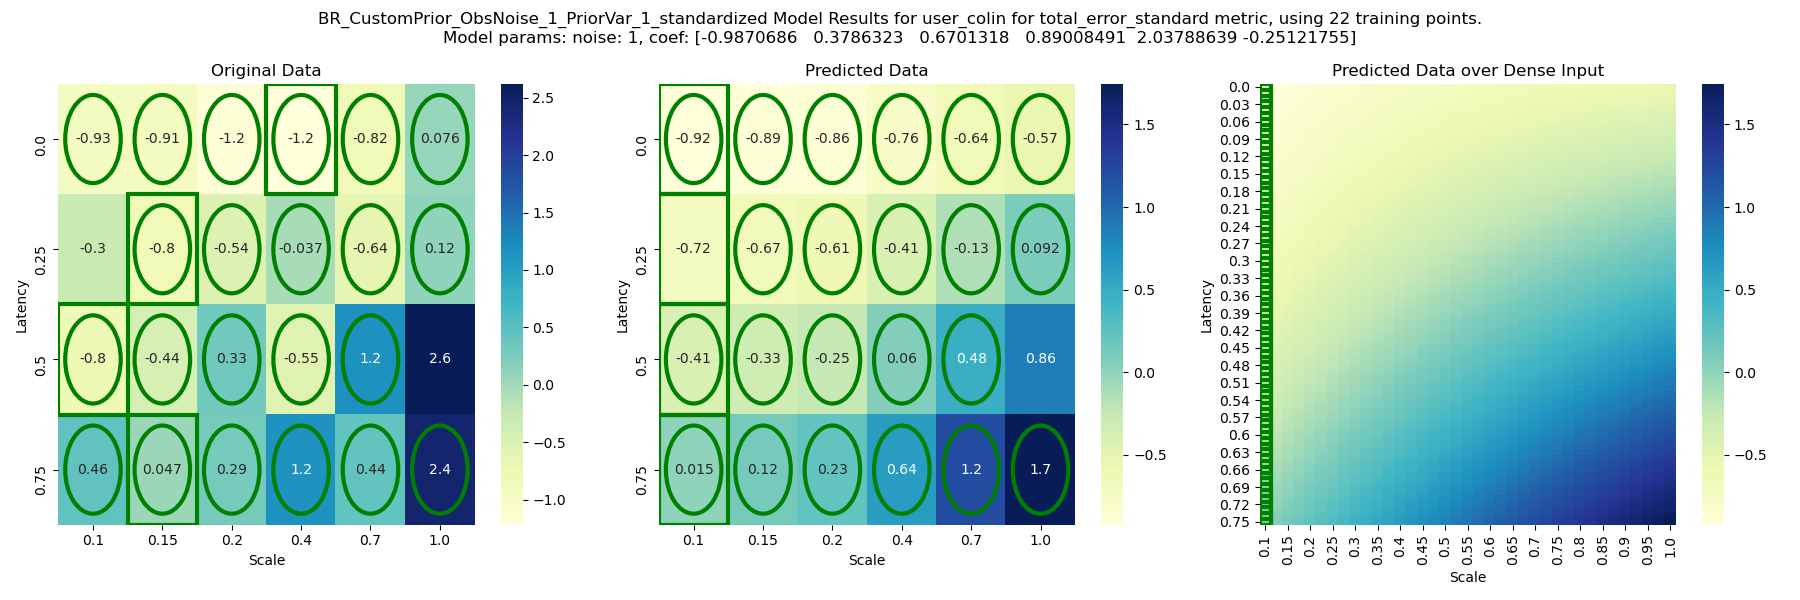 BR_CustomPrior_ObsNoise_1_PriorVar_1_standardized Model Results for user_colin for total_error_standard metric, using 22 training points.
Model params: noise: 1, coef: [-0.9870686 0.3786323 0.6701318 0.89008491 2.03788639 -0.25121755]
Original Data
Latency
0.0 -0.93 -0.91 -1.2 -1.2 -0.82 0.076
0.25 -0.3 -0.8 -0.54 -0.037 -0.64 0.12
0.5 -0.8 -0.44 0.33 -0.55 1.2 2.6
0.75 0.46 0.047 0.29 1.2 0.44 2.4
0.1 0.15 0.2 0.4 0.7 1.0
Scale
2.5
2.0
1.5
1.0
0.5
0.0
−0.5
−1.0
Predicted Data
Latency
0.0 -0.92 -0.89 -0.86 -0.76 -0.64 -0.57
0.25 -0.72 -0.67 -0.61 -0.41 -0.13 0.092
0.5 -0.41 -0.33 -0.25 0.06 0.48 0.86
0.75 0.015 0.12 0.23 0.64 1.2 1.7
0.1 0.15 0.2 0.4 0.7 1.0
Scale
1.5
1.0
0.5
0.0
−0.5
Predicted Data over Dense Input
Latency
0.0
0.03
0.06
0.09
0.12
0.15
0.18
0.21
0.24
0.27
0.3
0.33
0.36
0.39
0.42
0.45
0.48
0.51
0.54
0.57
0.6
0.63
0.66
0.69
0.72
0.75
0.1 0.15 0.2 0.25 0.3 0.35 0.4 0.45 0.5 0.55 0.6 0.65 0.7 0.75 0.8 0.85 0.9 0.95 1.0
Scale
1.5
1.0
0.5
0.0
−0.5